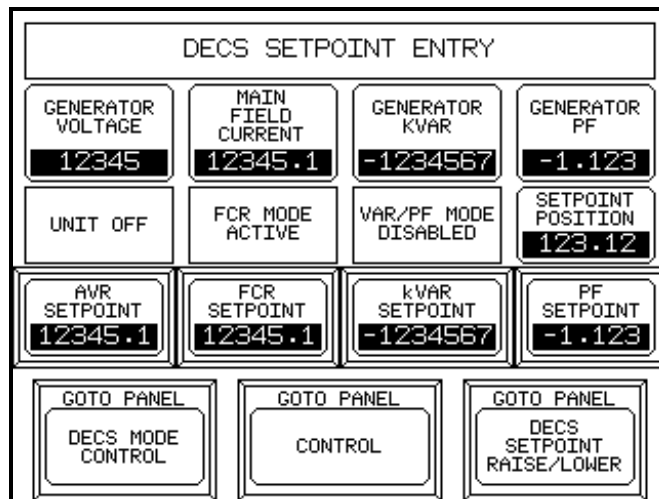 DECS SETPOINT ENTRY
GENERATOR
VOLTAGE
12345
MAIN
FIELD
CURRENT
12345.1
GENERATOR
KVAR
-1234567
GENERATOR
PF
-1.123
UNIT OFF
FCR MODE
ACTIVE
VAR/PF MODE
DISABLED
SETPOINT
POSITION
123.12
AVR
SETPOINT
12345.1
FCR
SETPOINT
12345.1
kVAR
SETPOINT
-1234567
PF
SETPOINT
-1.123
GOTO PANEL
DECS MODE
CONTROL
GOTO PANEL
CONTROL
GOTO PANEL
DECS
SETPOINT
RAISE/LOWER